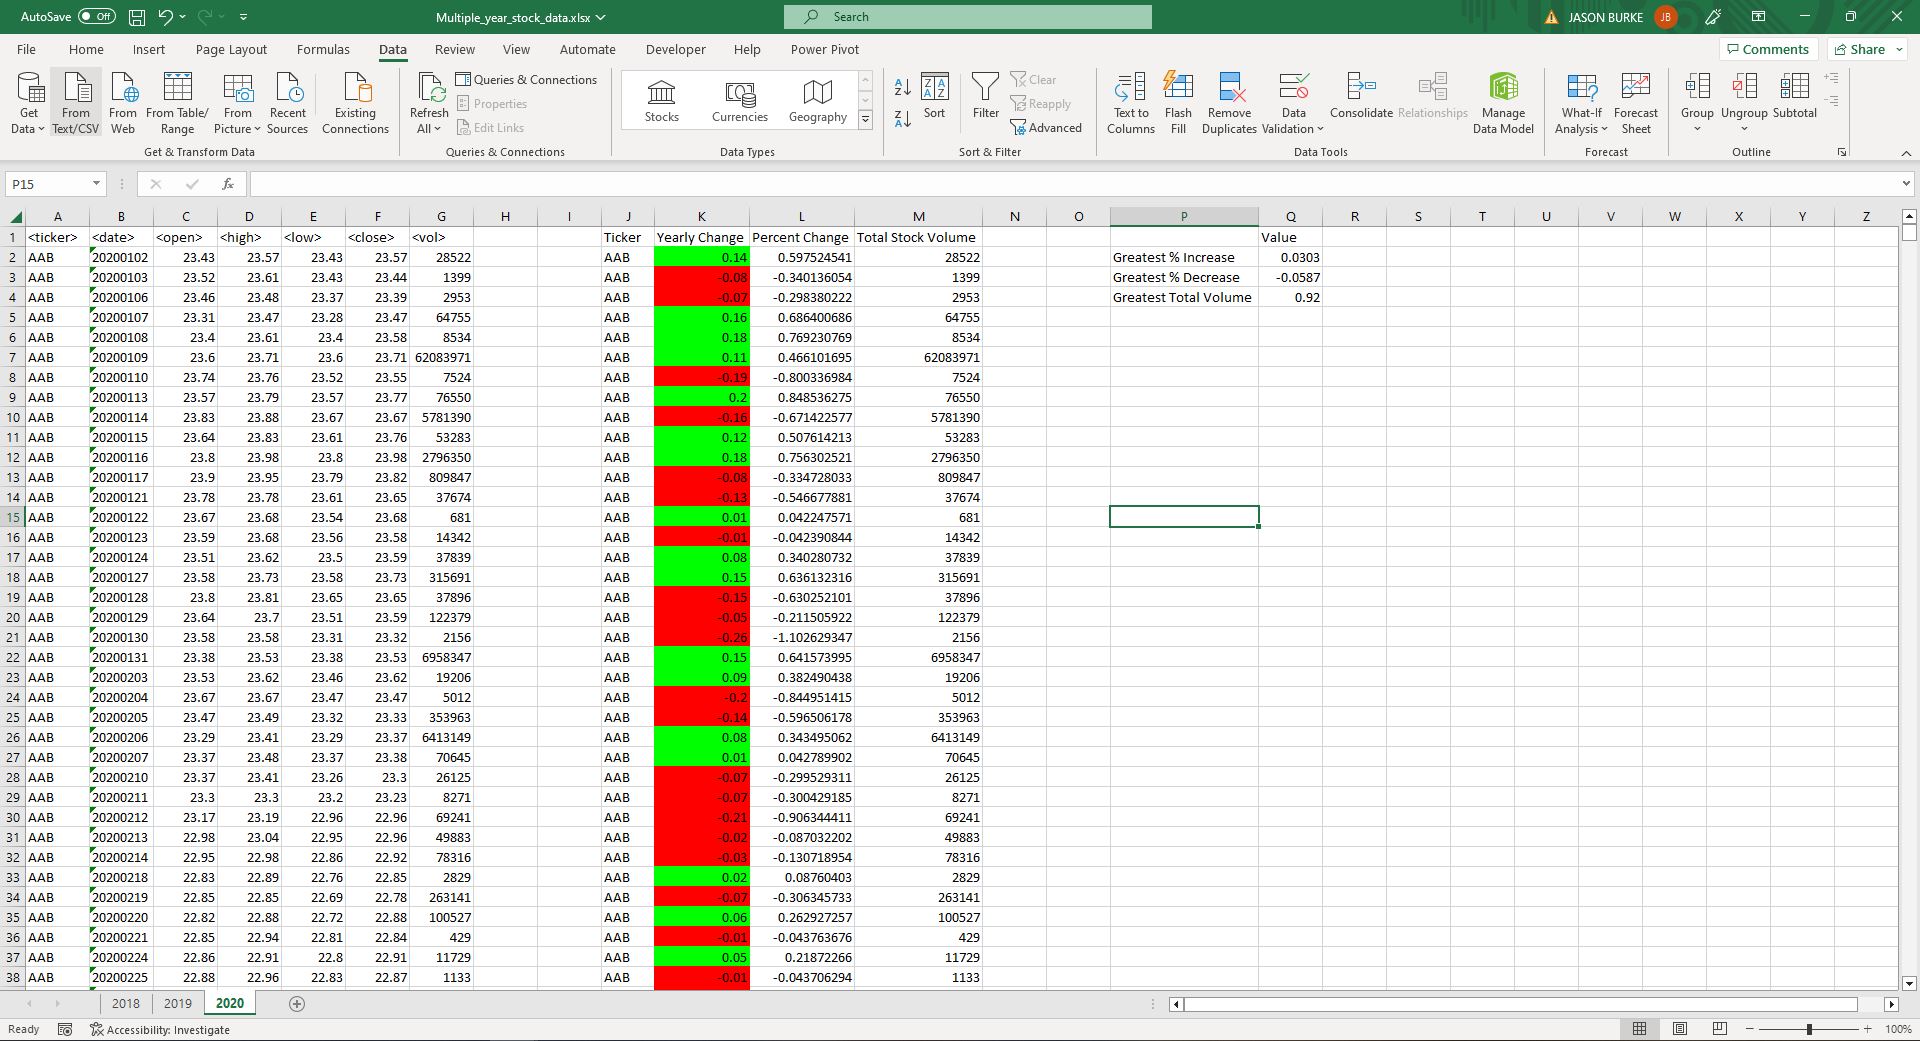 AutoSave Off Multiple_year_stock_data.xlsx Search JASON BURKE JB
File Home Insert Page Layout Formulas Data Review View Automate Developer Help Power Pivot Comments Share
Queries & Connections Clear
Properties Reapply
Edit Links Advanced
Get Data From Text/CSV From Web From Table/ Range From Picture Recent Sources Existing Connections Refresh All Stocks Currencies Geography Sort Filter Text to Columns Flash Fill Remove Duplicates Data Validation Consolidate Relationships Manage Data Model What-If Analysis Forecast Sheet Group Ungroup Subtotal
Get & Transform Data Queries & Connections Data Types Sort & Filter Data Tools Forecast Outline
P15 fx
A B C D E F G H I J K L M N O P Q R S T U V W X Y Z
1 <ticker> <date> <open> <high> <low> <close> <vol> Ticker Yearly Change Percent Change Total Stock Volume Value
2 AAB 20200102 23.43 23.57 23.43 23.57 28522 AAB 0.14 0.597524541 28522 Greatest % Increase 0.0303
3 AAB 20200103 23.52 23.61 23.43 23.44 1399 AAB -0.08 -0.340136054 1399 Greatest % Decrease -0.0587
4 AAB 20200106 23.46 23.48 23.37 23.39 2953 AAB -0.07 -0.298380222 2953 Greatest Total Volume 0.92
5 AAB 20200107 23.31 23.47 23.28 23.47 64755 AAB 0.16 0.686400686 64755
6 AAB 20200108 23.4 23.61 23.4 23.58 8534 AAB 0.18 0.769230769 8534
7 AAB 20200109 23.6 23.71 23.6 23.71 62083971 AAB 0.11 0.466101695 62083971
8 AAB 20200110 23.74 23.76 23.52 23.55 7524 AAB -0.19 -0.800336984 7524
9 AAB 20200113 23.57 23.79 23.57 23.77 76550 AAB 0.2 0.848536275 76550
10 AAB 20200114 23.83 23.88 23.67 23.67 5781390 AAB -0.16 -0.671422577 5781390
11 AAB 20200115 23.64 23.83 23.61 23.76 53283 AAB 0.12 0.507614213 53283
12 AAB 20200116 23.8 23.98 23.8 23.98 2796350 AAB 0.18 0.756302521 2796350
13 AAB 20200117 23.9 23.95 23.79 23.82 809847 AAB -0.08 -0.334728033 809847
14 AAB 20200121 23.78 23.78 23.61 23.65 37674 AAB -0.13 -0.546677881 37674
15 AAB 20200122 23.67 23.68 23.54 23.68 681 AAB 0.01 0.042247571 681
16 AAB 20200123 23.59 23.68 23.56 23.58 14342 AAB -0.01 -0.042390844 14342
17 AAB 20200124 23.51 23.62 23.5 23.59 37839 AAB 0.08 0.340280732 37839
18 AAB 20200127 23.58 23.73 23.58 23.73 315691 AAB 0.15 0.636132316 315691
19 AAB 20200128 23.8 23.81 23.65 23.65 37896 AAB -0.15 -0.630252101 37896
20 AAB 20200129 23.64 23.7 23.51 23.59 122379 AAB -0.05 -0.211505922 122379
21 AAB 20200130 23.58 23.58 23.31 23.32 2156 AAB -0.26 -1.102629347 2156
22 AAB 20200131 23.38 23.53 23.38 23.53 6958347 AAB 0.15 0.641573995 6958347
23 AAB 20200203 23.53 23.62 23.46 23.62 19206 AAB 0.09 0.382490438 19206
24 AAB 20200204 23.67 23.67 23.47 23.47 5012 AAB -0.2 -0.844951415 5012
25 AAB 20200205 23.47 23.49 23.32 23.33 353963 AAB -0.14 -0.596506178 353963
26 AAB 20200206 23.29 23.41 23.29 23.37 6413149 AAB 0.08 0.343495062 6413149
27 AAB 20200207 23.37 23.48 23.37 23.38 70645 AAB 0.01 0.042789902 70645
28 AAB 20200210 23.37 23.41 23.26 23.3 26125 AAB -0.07 -0.299529311 26125
29 AAB 20200211 23.3 23.3 23.2 23.23 8271 AAB -0.07 -0.300429185 8271
30 AAB 20200212 23.17 23.19 22.96 22.96 69241 AAB -0.21 -0.906344411 69241
31 AAB 20200213 22.98 23.04 22.95 22.96 49883 AAB -0.02 -0.087032202 49883
32 AAB 20200214 22.95 22.98 22.86 22.92 78316 AAB -0.03 -0.130718954 78316
33 AAB 20200218 22.83 22.89 22.76 22.85 2829 AAB 0.02 0.08760403 2829
34 AAB 20200219 22.85 22.85 22.69 22.78 263141 AAB -0.07 -0.306345733 263141
35 AAB 20200220 22.82 22.88 22.72 22.88 100527 AAB 0.06 0.262927257 100527
36 AAB 20200221 22.85 22.94 22.81 22.84 429 AAB -0.01 -0.043763676 429
37 AAB 20200224 22.86 22.91 22.8 22.91 11729 AAB 0.05 0.21872266 11729
38 AAB 20200225 22.88 22.96 22.83 22.87 1133 AAB -0.01 -0.043706294 1133
2018 2019 2020
Ready Accessibility: Investigate 100%